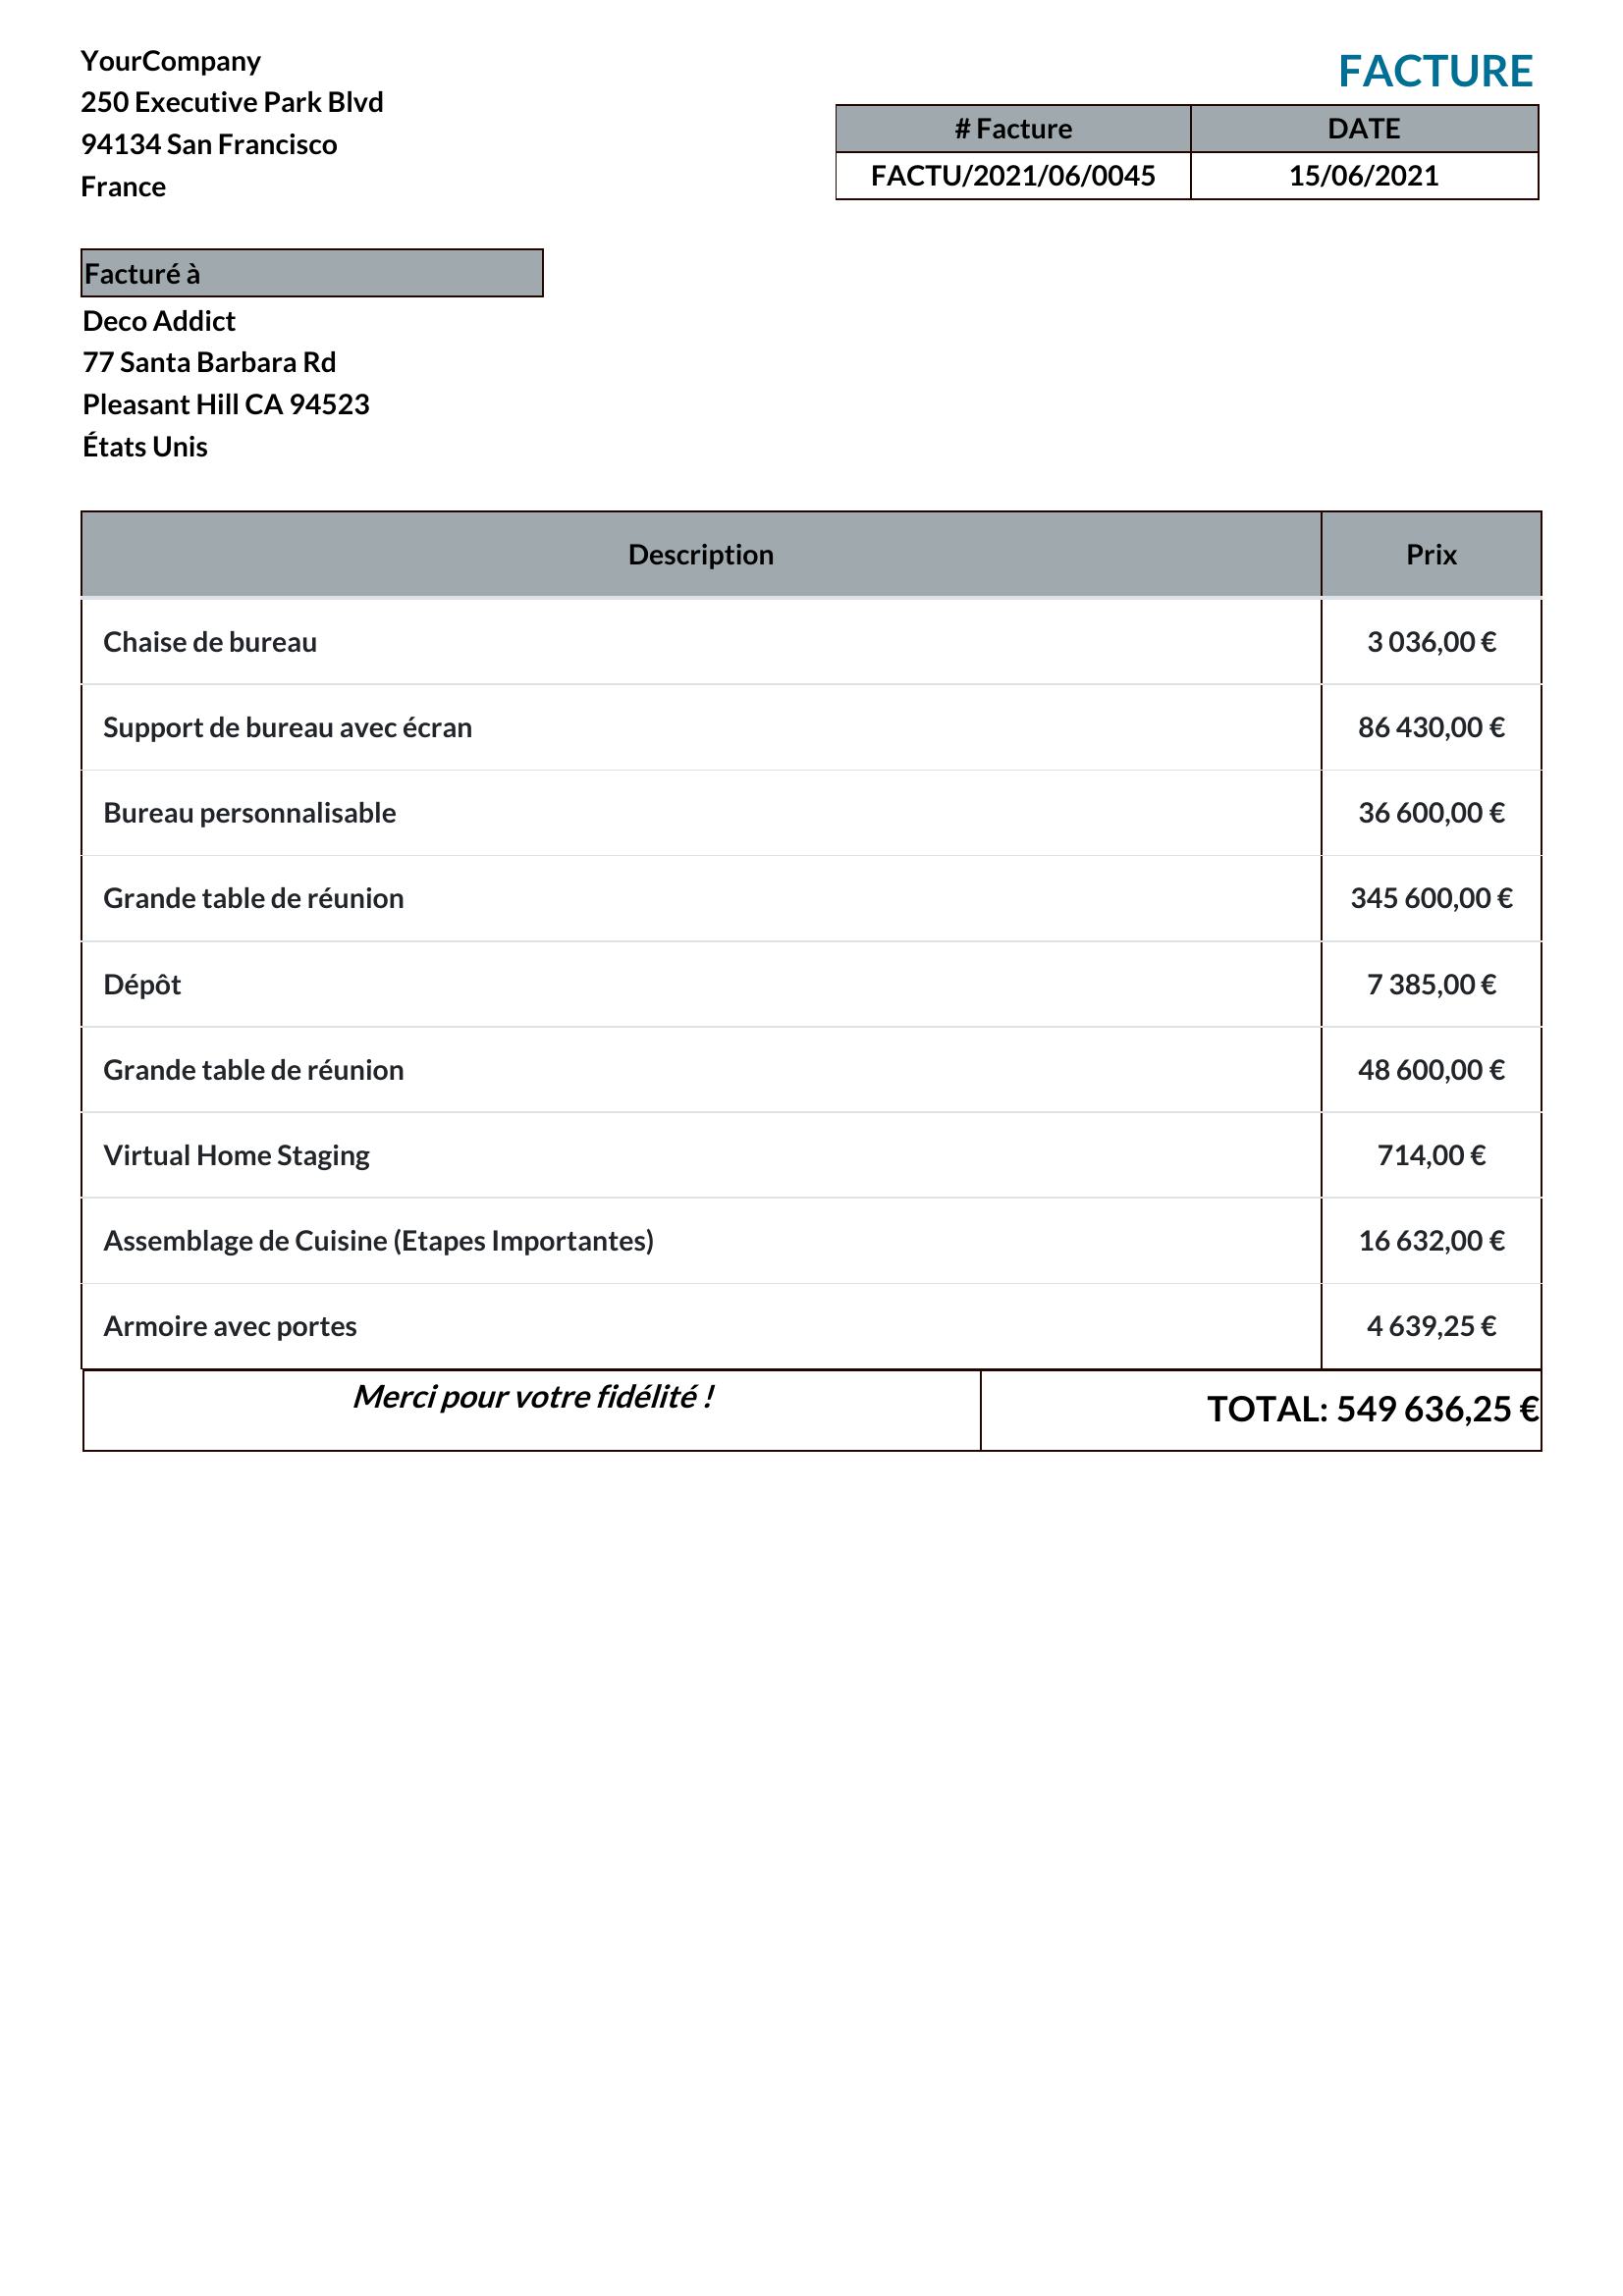 YourCompany
250 Executive Park Blvd
94134 San Francisco
France
FACTURE
# Facture DATE
FACTU/2021/06/0045 15/06/2021
Facturé à
Deco Addict
77 Santa Barbara Rd
Pleasant Hill CA 94523
États Unis
Description Prix
Chaise de bureau 3 036,00 €
Support de bureau avec écran 86 430,00 €
Bureau personnalisable 36 600,00 €
Grande table de réunion 345 600,00 €
Dépôt 7 385,00 €
Grande table de réunion 48 600,00 €
Virtual Home Staging 714,00 €
Assemblage de Cuisine (Etapes Importantes) 16 632,00 €
Armoire avec portes 4 639,25 €
Merci pour votre fidélité !
TOTAL: 549 636,25 €